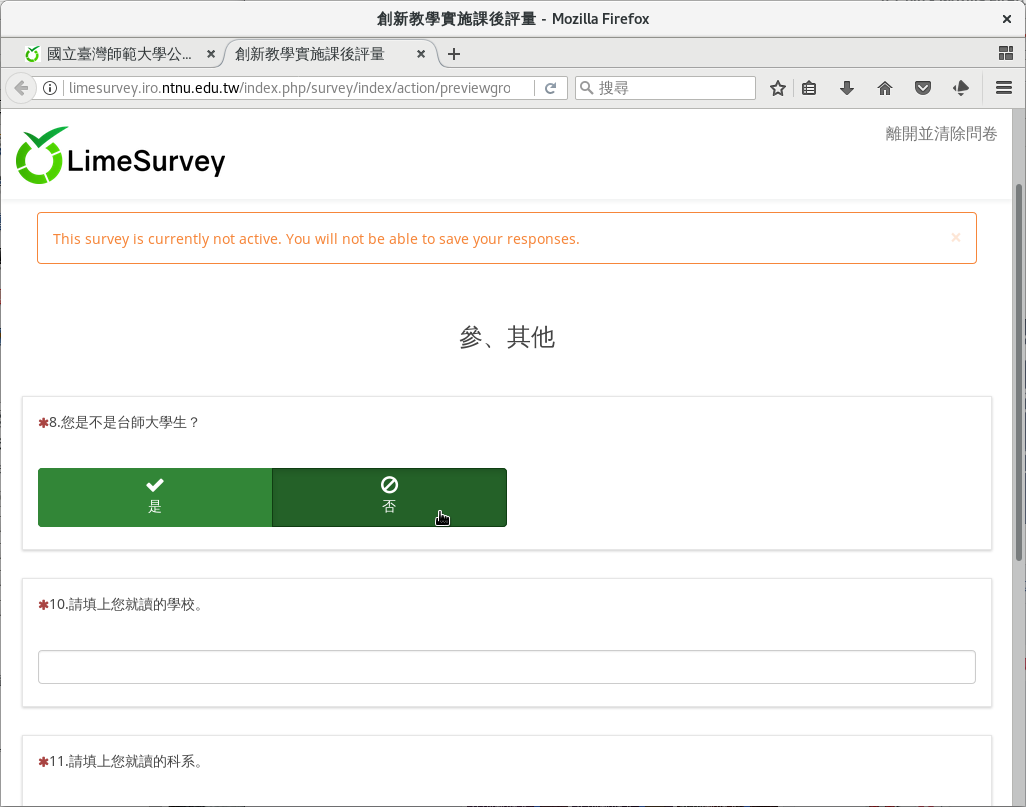 創新教學實施課後評量 - Mozilla Firefox
國立臺灣師範大學公...
創新教學實施課後評量
limesurvey.iro.ntnu.edu.tw/index.php/survey/index/action/previewgro
搜尋
LimeSurvey
離開並清除問卷
This survey is currently not active. You will not be able to save your responses.
參、其他
✱8.您是不是台師大學生？
是
否
✱10.請填上您就讀的學校。
✱11.請填上您就讀的科系。